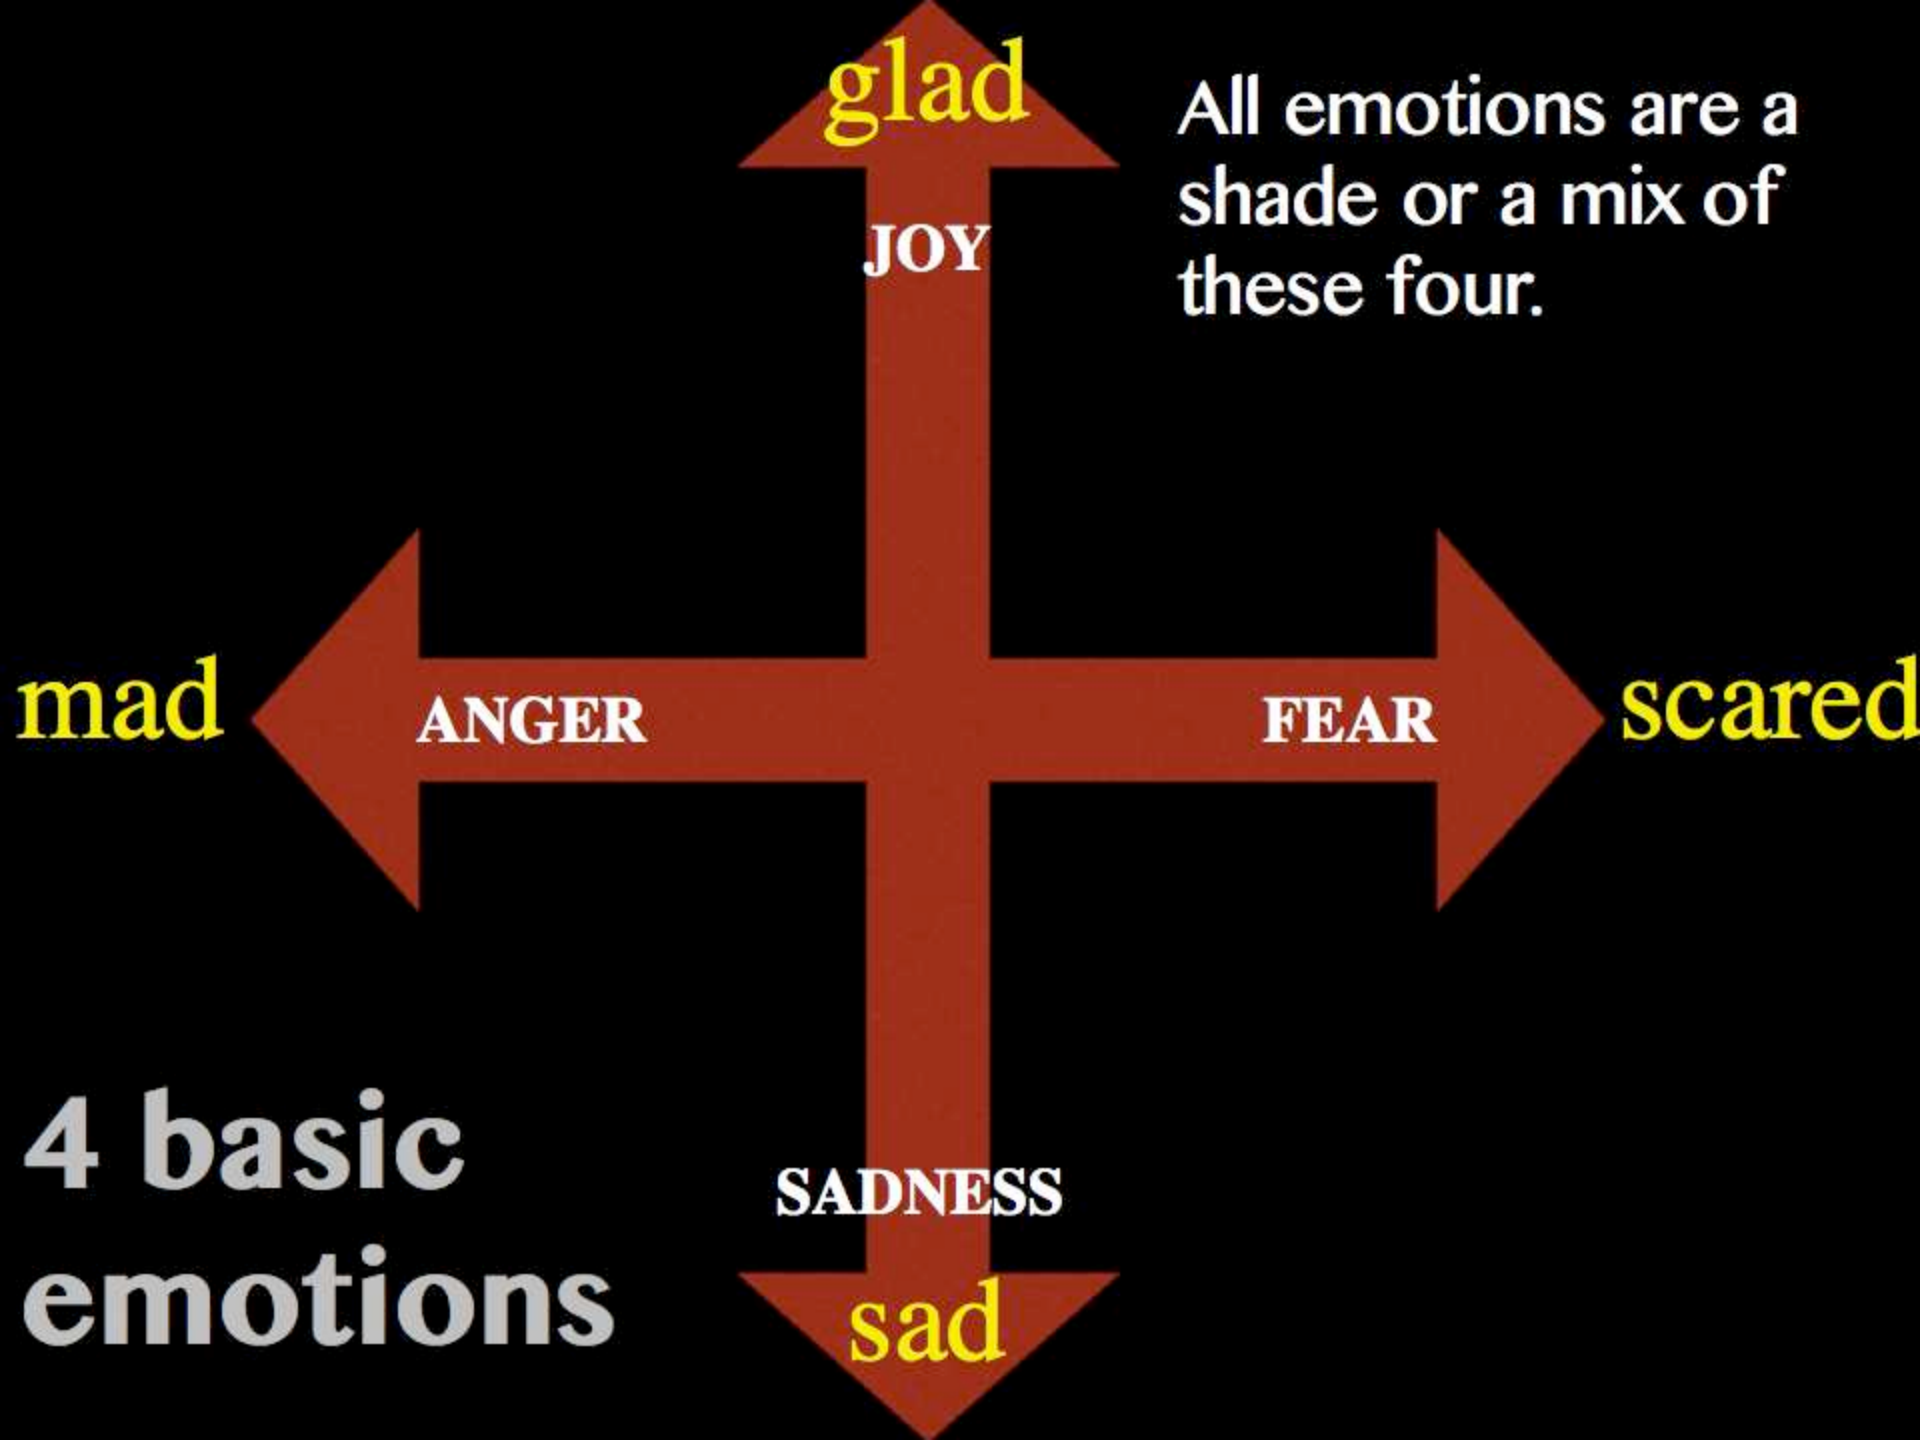 glad
All emotions are a
shade or a mix of
these four.
JOY
mad
ANGER
FEAR
scared
4 basic
emotions
SADNESS
sad